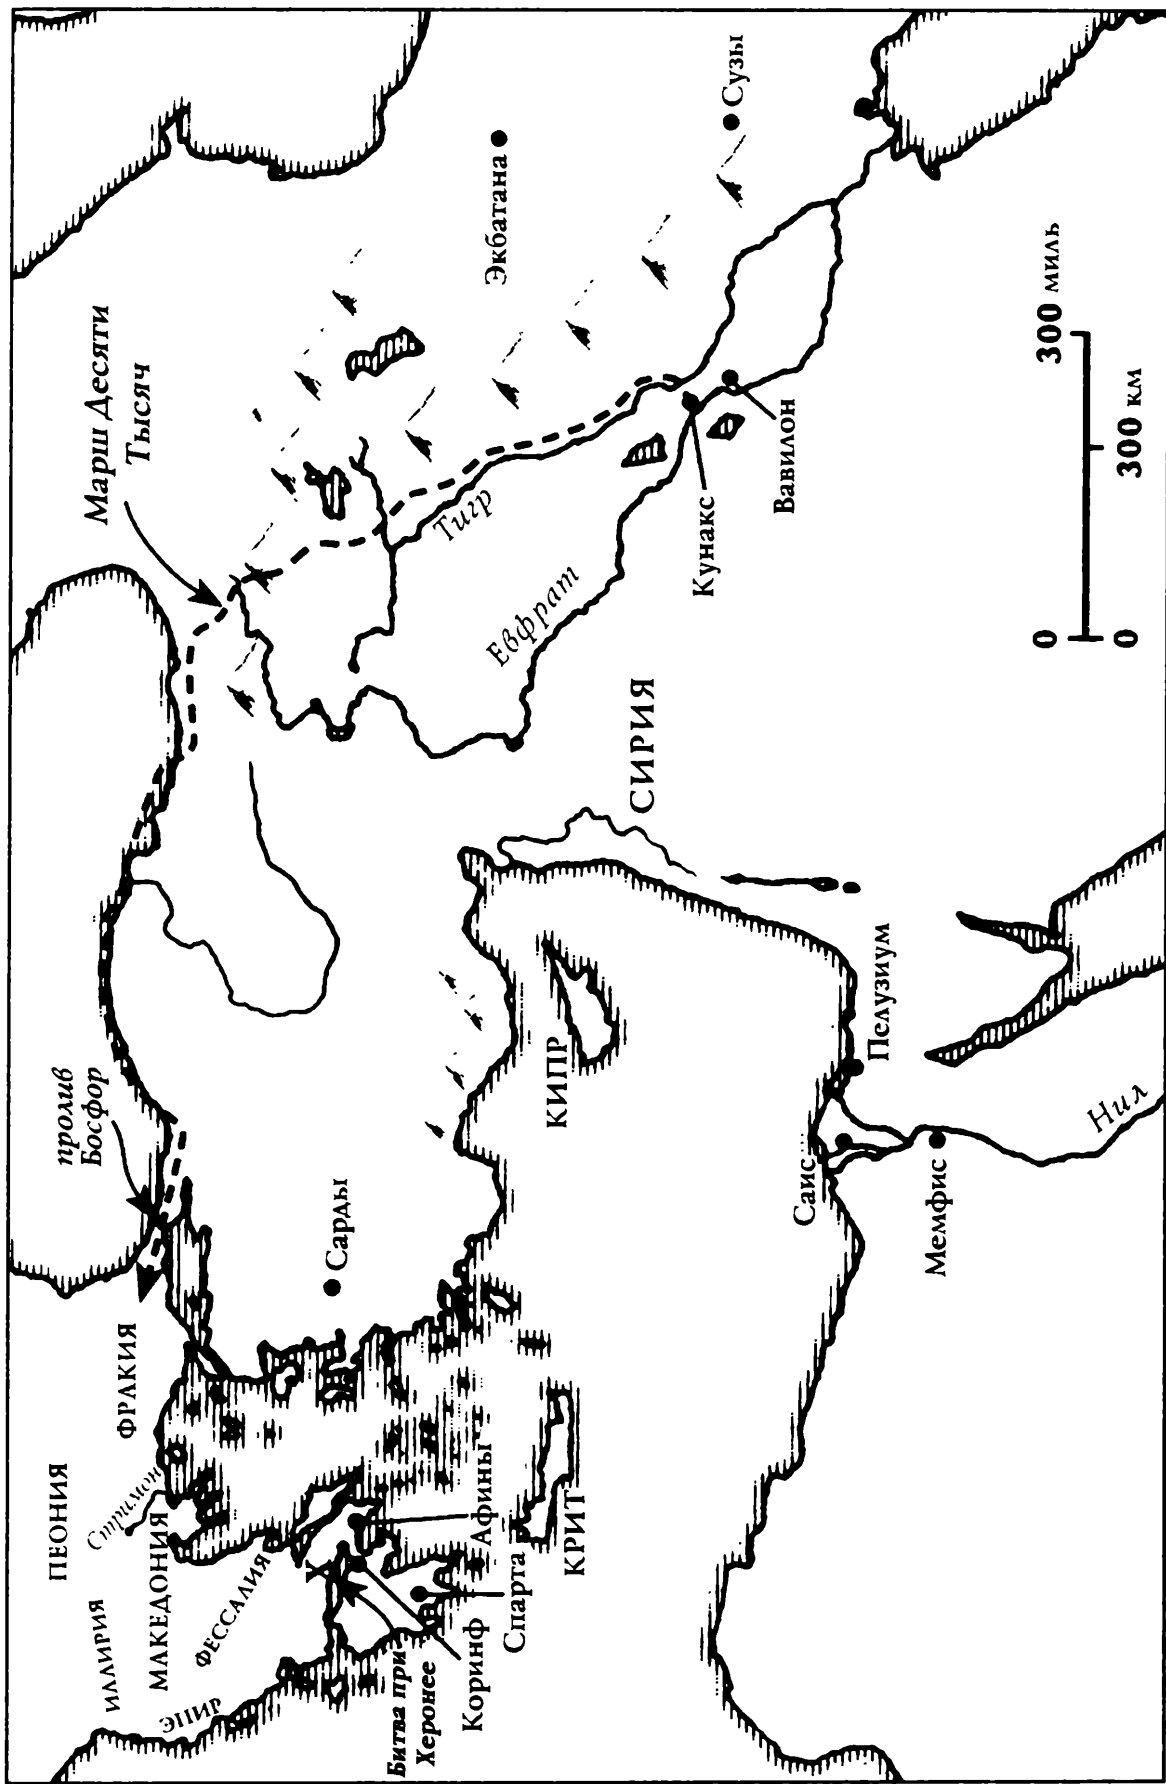 ПЕОНИЯ
ИЛЛИРИЯ
Стримон
ФРАКИЯ
МАКЕДОНИЯ
ЭПИР
ФЕССАЛИЯ
Битва при
Херонее
Коринф
Спарта
Афины
КРИТ
пролив
Босфор
Сарды
КИПР
Саис
Мемфис
Пелузиум
Нил
СИРИЯ
Марш Десяти
Тысяч
Тигр
Евфрат
Кунакс
Вавилон
Экбатана
Сузы
0 300 миль
0 300 км